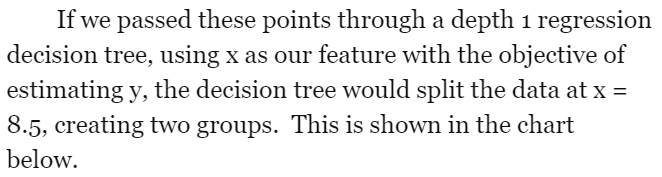 If we passed these points through a depth 1 regression
decision tree, using x as our feature with the objective of
estimating y, the decision tree would split the data at x =
8.5, creating two groups.  This is shown in the chart
below.